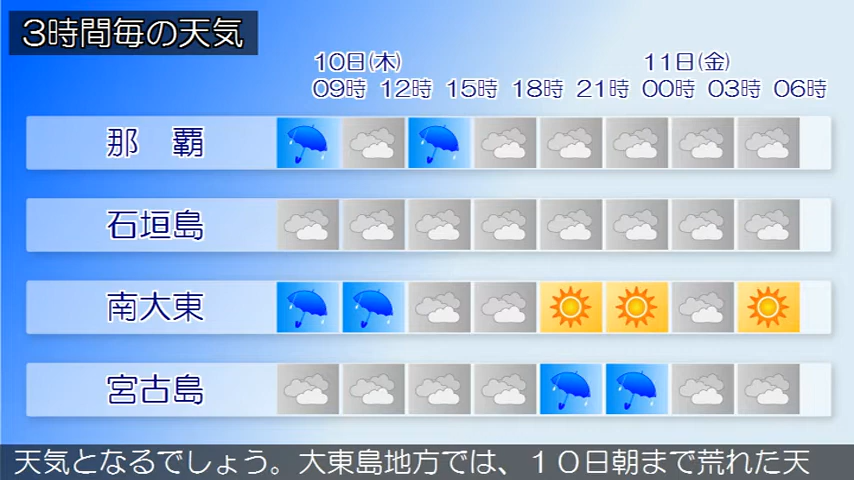 3時間毎の天気
10日(木) 11日(金)
09時 12時 15時 18時 21時 00時 03時 06時
那　覇
石垣島
南大東
宮古島
天気となるでしょう。大東島地方では、１０日朝まで荒れた天